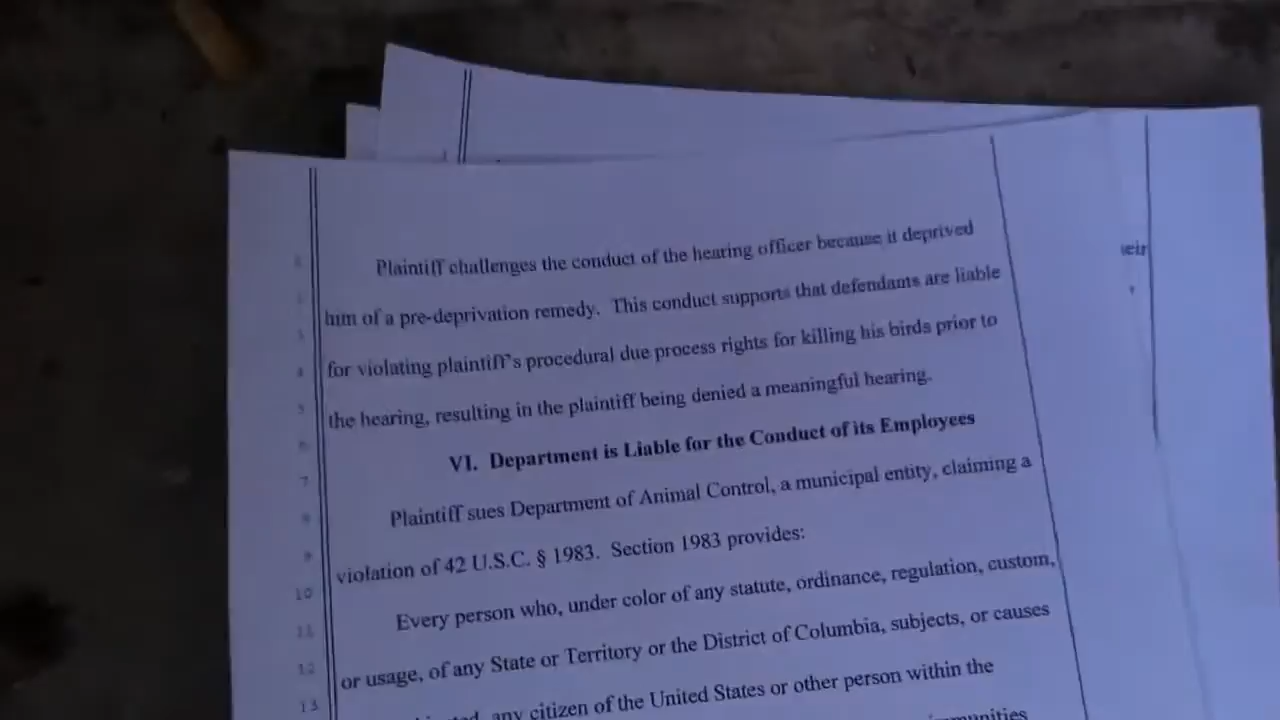 Plaintiff challenges the conduct of the hearing officer because it deprived
him of a pre-deprivation remedy. This conduct supports that defendants are liable
for violating plaintiff's procedural due process rights for killing his birds prior to
the hearing, resulting in the plaintiff being denied a meaningful hearing.
VI. Department is Liable for the Conduct of its Employees
Plaintiff sues Department of Animal Control, a municipal entity, claiming a
violation of 42 U.S.C. § 1983. Section 1983 provides:
10 Every person who, under color of any statute, ordinance, regulation, custom,
11
12 or usage, of any State or Territory or the District of Columbia, subjects, or causes
13 any citizen of the United States or other person within the
eir